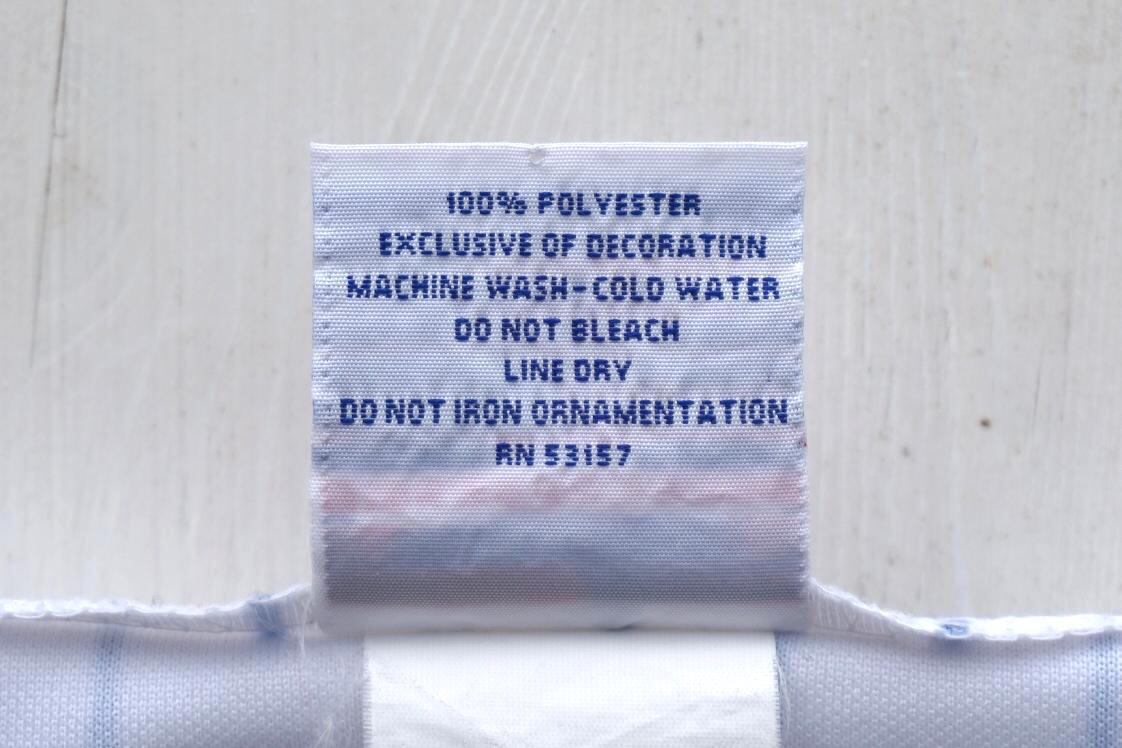 100% POLYESTER
EXCLUSIVE OF DECORATION
MACHINE WASH-COLD WATER
DO NOT BLEACH
LINE DRY
DO NOT IRON ORNAMENTATION
RN 53157